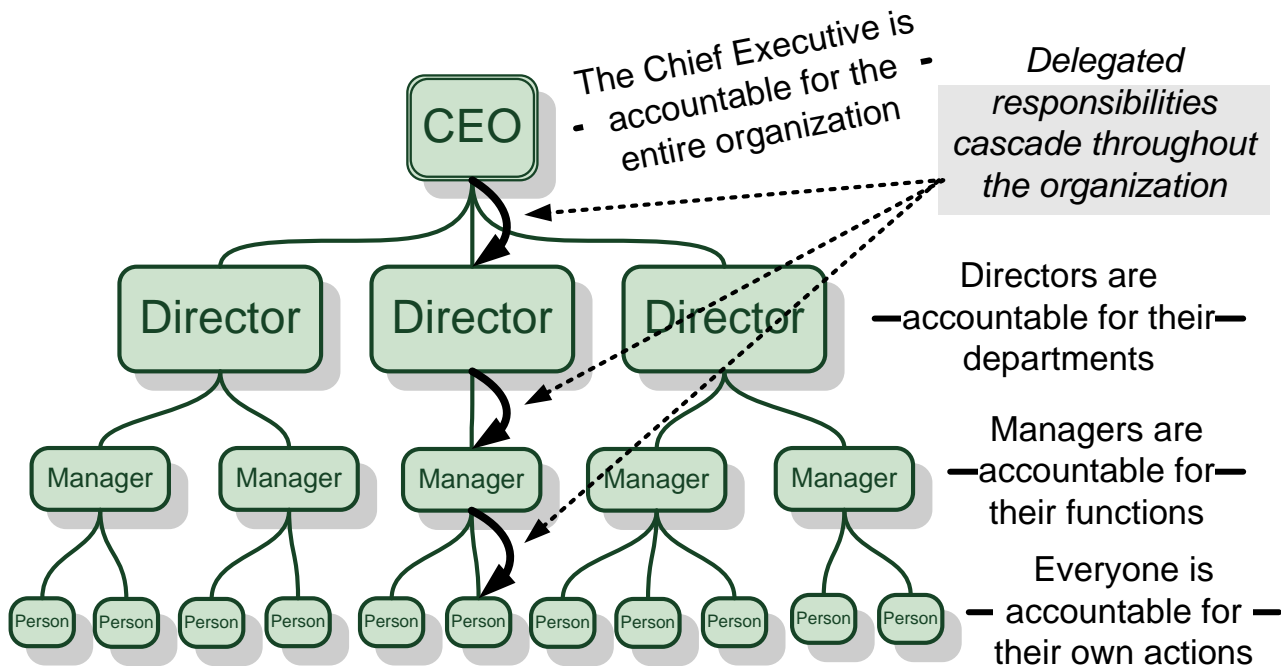 The Chief Executive is
accountable for the
entire organization
Delegated
responsibilities
cascade throughout
the organization
CEO
Director Director Director
Directors are
accountable for their
departments
Manager Manager Manager Manager Manager
Managers are
accountable for
their functions
Person Person Person Person Person Person Person Person Person Person Person
Everyone is
accountable for
their own actions